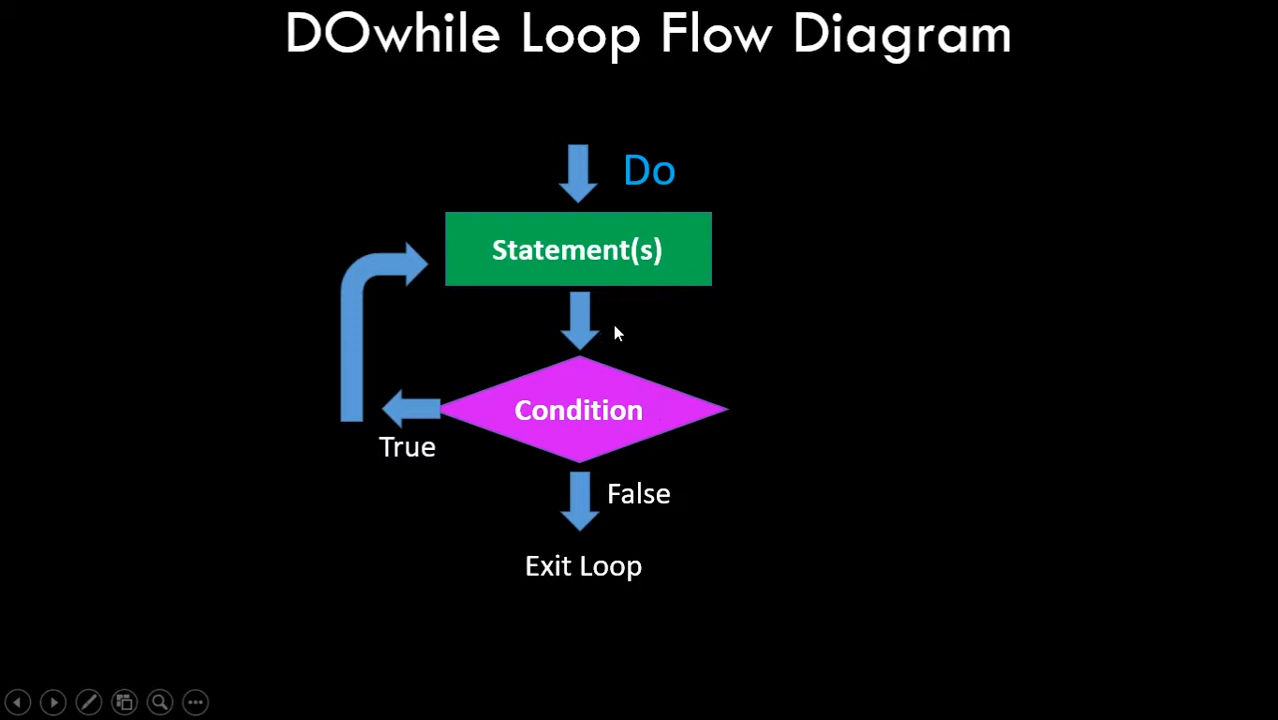 DOwhile Loop Flow Diagram
Do
Statement(s)
Condition
True
False
Exit Loop